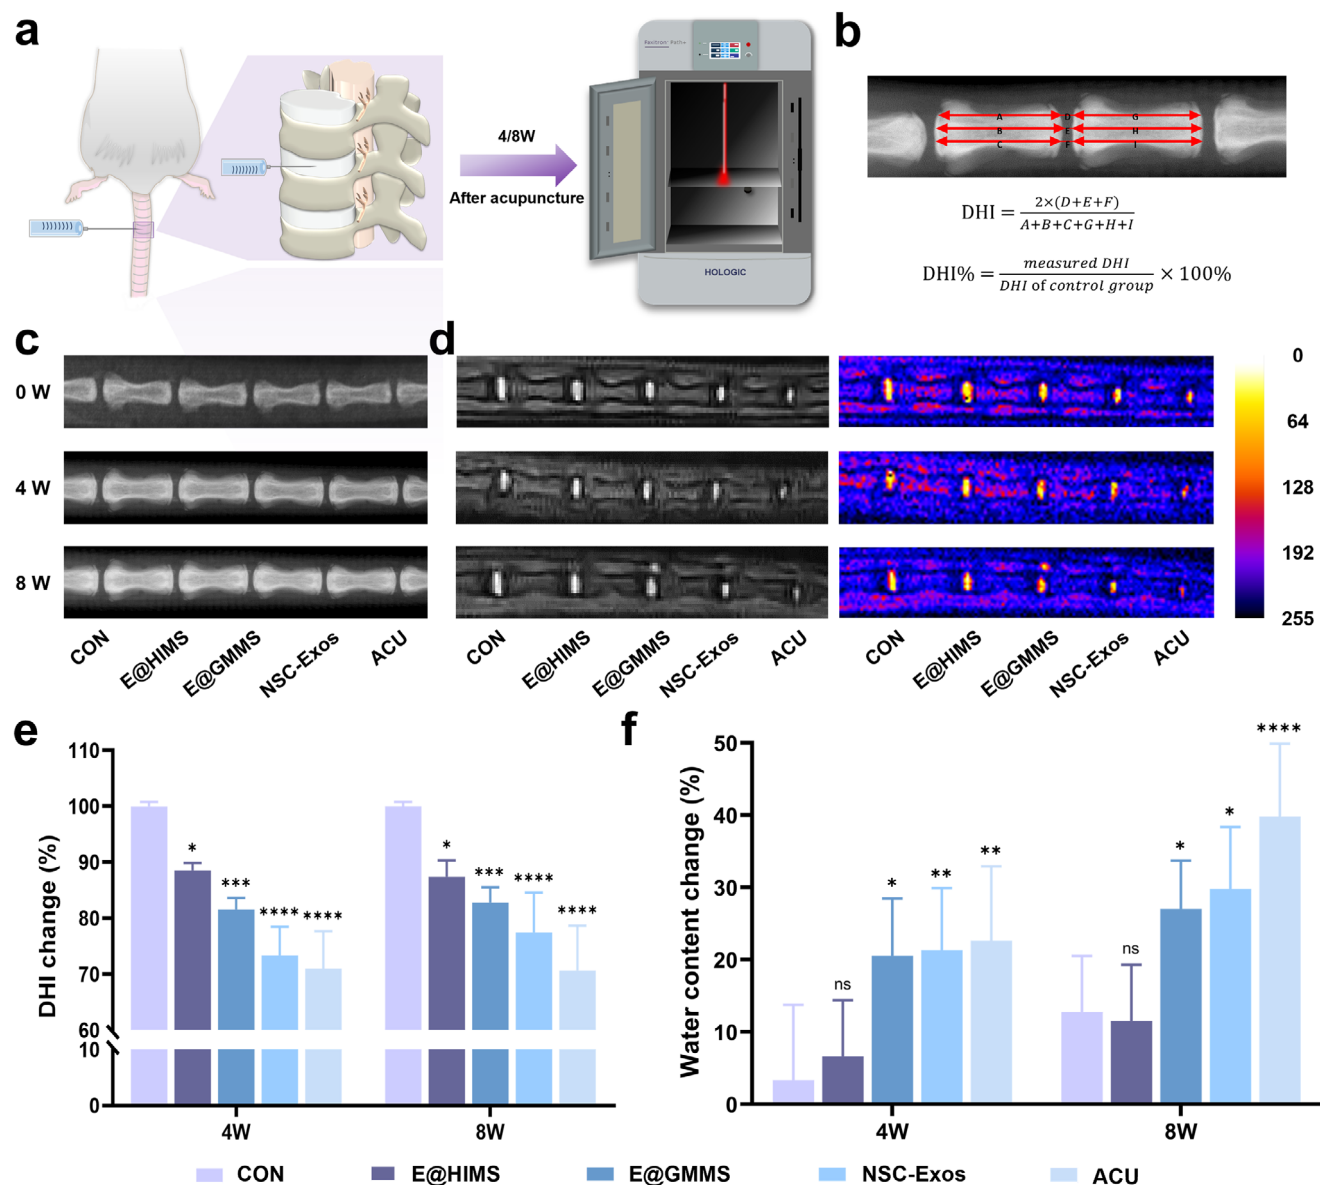 a
4/8W
After acupuncture
HOLOGIC
b
A D G
B E H
C F I
DHI = 2×(D+E+F) / A+B+C+G+H+I
DHI% = measured DHI / DHI of control group × 100%
c
0 W
4 W
8 W
CON E@HIMS E@GMMS NSC-Exos ACU
d
CON E@HIMS E@GMMS NSC-Exos ACU
CON E@HIMS E@GMMS NSC-Exos ACU
0
64
128
192
255
e
DHI change (%)
110
100
90
80
70
60
10
0
* *** **** ****
* *** **** ****
4W 8W
f
Water content change (%)
50
40
30
20
10
0
ns * ** **
ns * * ****
4W 8W
CON E@HIMS E@GMMS NSC-Exos ACU